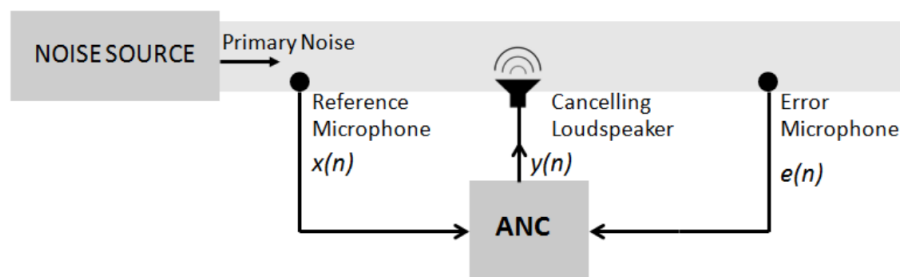 NOISE SOURCE
Primary Noise
Reference
Microphone
x(n)
Cancelling
Loudspeaker
y(n)
Error
Microphone
e(n)
ANC